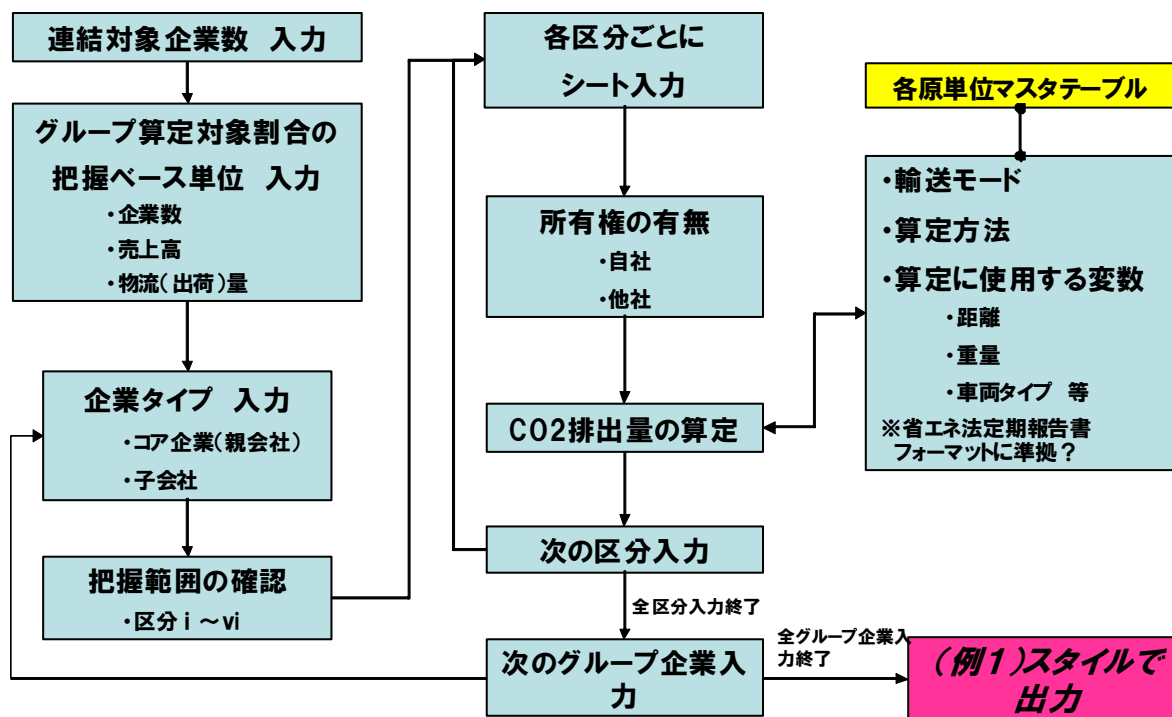 連結対象企業数 入力
グループ算定対象割合の
把握ベース単位 入力
・企業数
・売上高
・物流(出荷)量
企業タイプ 入力
・コア企業(親会社)
・子会社
把握範囲の確認
・区分ⅰ～ⅵ
各区分ごとに
シート入力
所有権の有無
・自社
・他社
CO2排出量の算定
次の区分入力
全区分入力終了
次のグループ企業入
力
全グループ企業入
力終了
各原単位マスタテーブル
・輸送モード
・算定方法
・算定に使用する変数
・距離
・重量
・車両タイプ 等
※省エネ法定期報告書
フォーマットに準拠？
(例１)スタイルで
出力